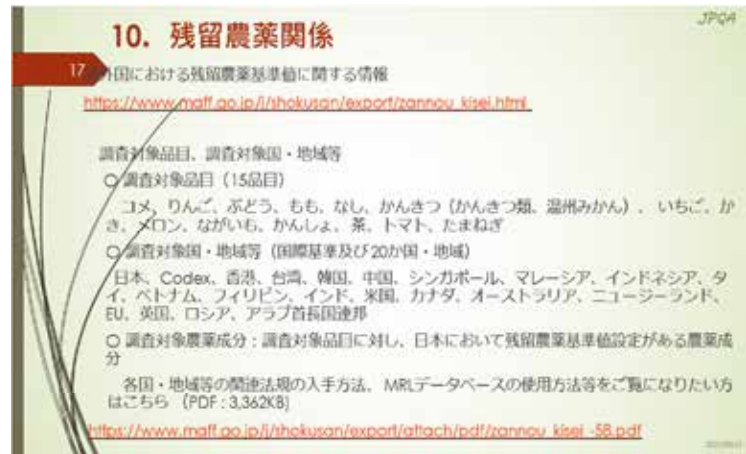 JPQA
10. 残留農薬関係
17
外国における残留農薬基準値に関する情報
https://www.maff.go.jp/j/shokusan/export/zannou_kisei.html
調査対象品目、調査対象国・地域等
○ 調査対象品目（15品目）
コメ、りんご、ぶどう、もも、なし、かんきつ（かんきつ類、温州みかん）、いちご、か
き、メロン、ながいも、かんしょ、茶、トマト、たまねぎ
○ 調査対象国・地域等（国際基準及び20か国・地域）
日本、Codex、香港、台湾、韓国、中国、シンガポール、マレーシア、インドネシア、タ
イ、ベトナム、フィリピン、インド、米国、カナダ、オーストラリア、ニュージーランド、
EU、英国、ロシア、アラブ首長国連邦
○ 調査対象農薬成分：調査対象品目に対し、日本において残留農薬基準値設定がある農薬成
分
各国・地域等の関連法規の入手方法、MRLデータベースの使用方法等をご覧になりたい方
はこちら （PDF : 3,362KB)
https://www.maff.go.jp/j/shokusan/export/attach/pdf/zannou_kisei_-58.pdf